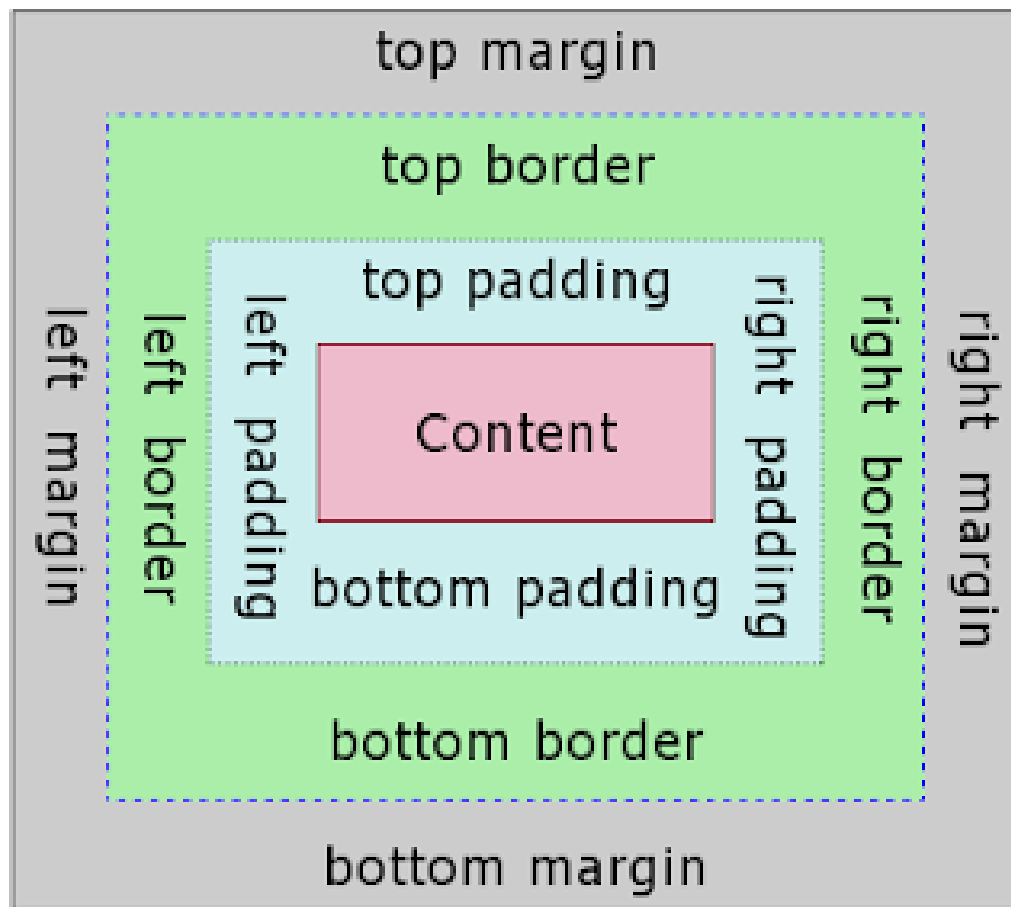 top margin
top border
top padding
left margin
left border
left padding
Content
right padding
right border
right margin
bottom padding
bottom border
bottom margin